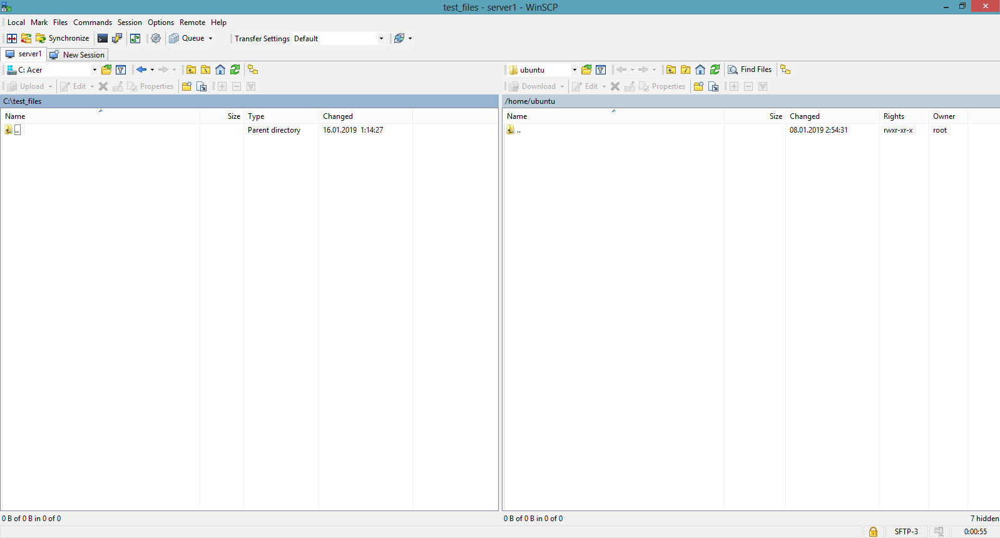 test_files - server1 - WinSCP
Local Mark Files Commands Session Options Remote Help
Synchronize Queue Transfer Settings Default
server1 New Session
C: Acer
Upload Edit Properties
C:\test_files
Name Size Type Changed
.. Parent directory 16.01.2019 1:14:27
0 B of 0 B in 0 of 0
ubuntu Find Files
Download Edit Properties
/home/ubuntu
Name Size Changed Rights Owner
.. 08.01.2019 2:54:31 rwxr-xr-x root
0 B of 0 B in 0 of 0 7 hidden
SFTP-3 0:00:55